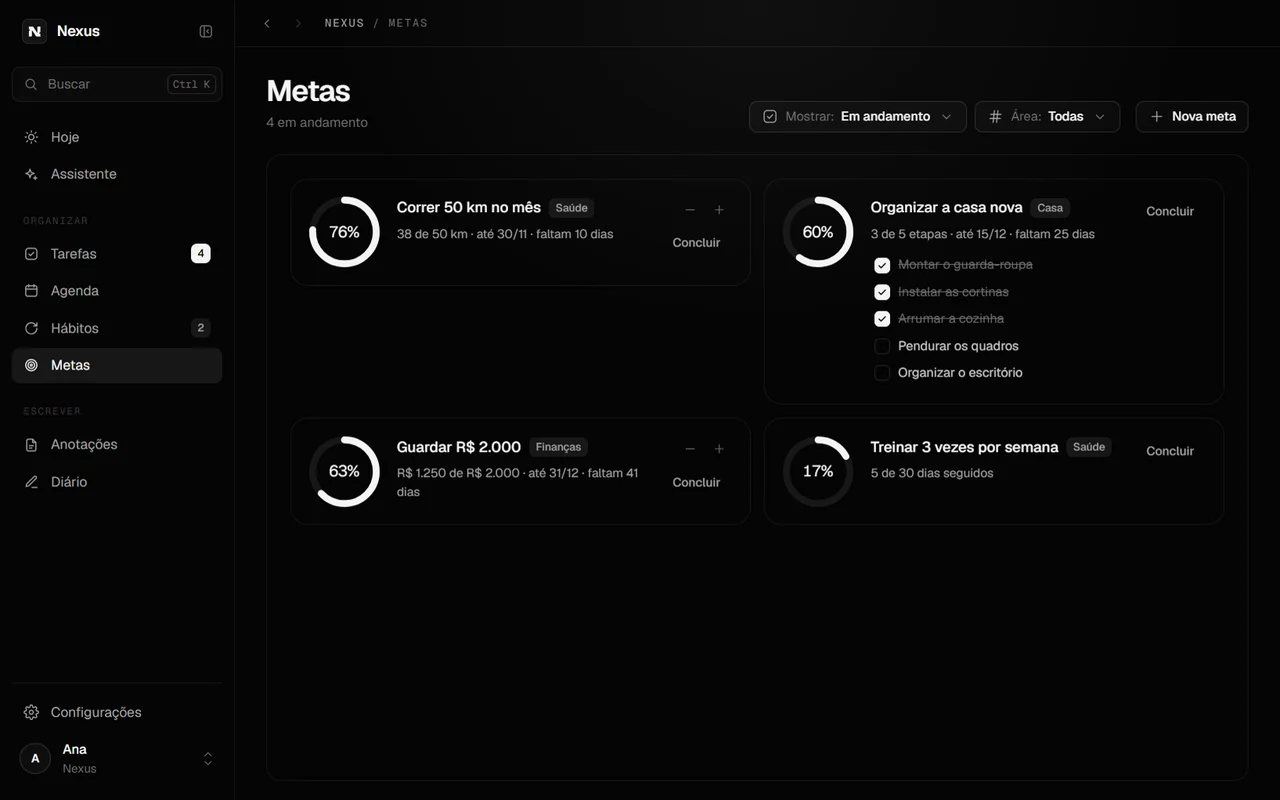 Nexus
Buscar
Ctrl K
Hoje
Assistente
ORGANIZAR
Tarefas
4
Agenda
Hábitos
2
Metas
ESCREVER
Anotações
Diário
Configurações
A
Ana
Nexus
NEXUS / METAS
Metas
4 em andamento
Mostrar: Em andamento
Área: Todas
Nova meta
76%
Correr 50 km no mês
Saúde
38 de 50 km · até 30/11 · faltam 10 dias
Concluir
60%
Organizar a casa nova
Casa
3 de 5 etapas · até 15/12 · faltam 25 dias
Concluir
Montar o guarda-roupa
Instalar as cortinas
Arrumar a cozinha
Pendurar os quadros
Organizar o escritório
63%
Guardar R$ 2.000
Finanças
R$ 1.250 de R$ 2.000 · até 31/12 · faltam 41
dias
Concluir
17%
Treinar 3 vezes por semana
Saúde
5 de 30 dias seguidos
Concluir